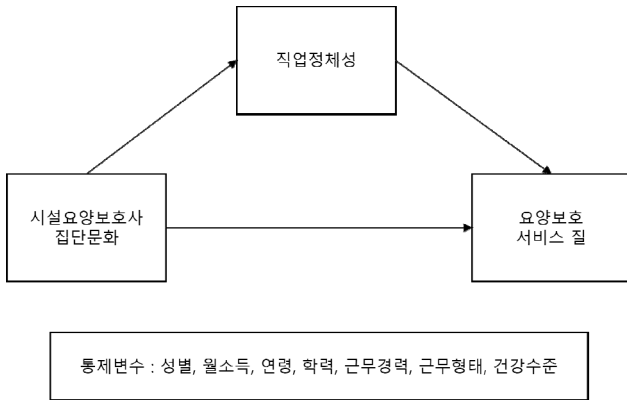 직업정체성
시설요양보호사
집단문화
요양보호
서비스 질
통제변수 : 성별, 월소득, 연령, 학력, 근무경력, 근무형태, 건강수준